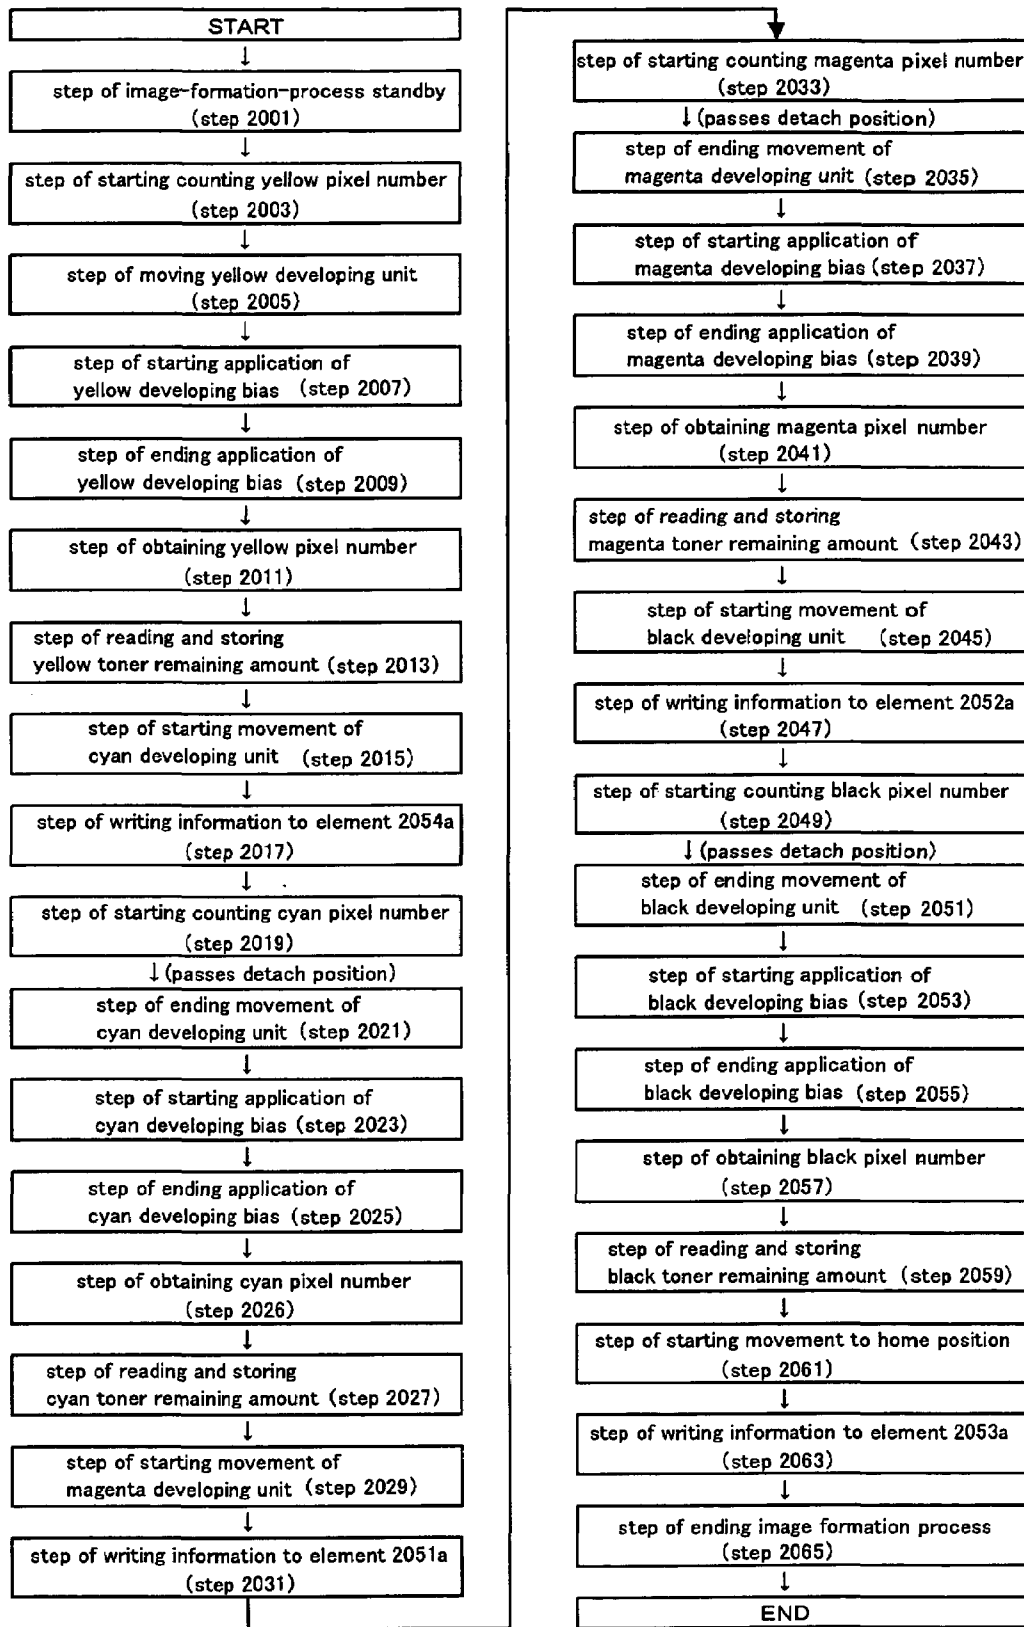 START
↓
step of image-formation-process standby
(step 2001)
↓
step of starting counting yellow pixel number
(step 2003)
↓
step of moving yellow developing unit
(step 2005)
↓
step of starting application of
yellow developing bias (step 2007)
↓
step of ending application of
yellow developing bias (step 2009)
↓
step of obtaining yellow pixel number
(step 2011)
↓
step of reading and storing
yellow toner remaining amount (step 2013)
↓
step of starting movement of
cyan developing unit (step 2015)
↓
step of writing information to element 2054a
(step 2017)
↓
step of starting counting cyan pixel number
(step 2019)
↓ (passes detach position)
step of ending movement of
cyan developing unit (step 2021)
↓
step of starting application of
cyan developing bias (step 2023)
↓
step of ending application of
cyan developing bias (step 2025)
↓
step of obtaining cyan pixel number
(step 2026)
↓
step of reading and storing
cyan toner remaining amount (step 2027)
↓
step of starting movement of
magenta developing unit (step 2029)
↓
step of writing information to element 2051a
(step 2031)
step of starting counting magenta pixel number
(step 2033)
↓ (passes detach position)
step of ending movement of
magenta developing unit (step 2035)
↓
step of starting application of
magenta developing bias (step 2037)
↓
step of ending application of
magenta developing bias (step 2039)
↓
step of obtaining magenta pixel number
(step 2041)
↓
step of reading and storing
magenta toner remaining amount (step 2043)
↓
step of starting movement of
black developing unit (step 2045)
↓
step of writing information to element 2052a
(step 2047)
↓
step of starting counting black pixel number
(step 2049)
↓ (passes detach position)
step of ending movement of
black developing unit (step 2051)
↓
step of starting application of
black developing bias (step 2053)
↓
step of ending application of
black developing bias (step 2055)
↓
step of obtaining black pixel number
(step 2057)
↓
step of reading and storing
black toner remaining amount (step 2059)
↓
step of starting movement to home position
(step 2061)
↓
step of writing information to element 2053a
(step 2063)
↓
step of ending image formation process
(step 2065)
↓
END